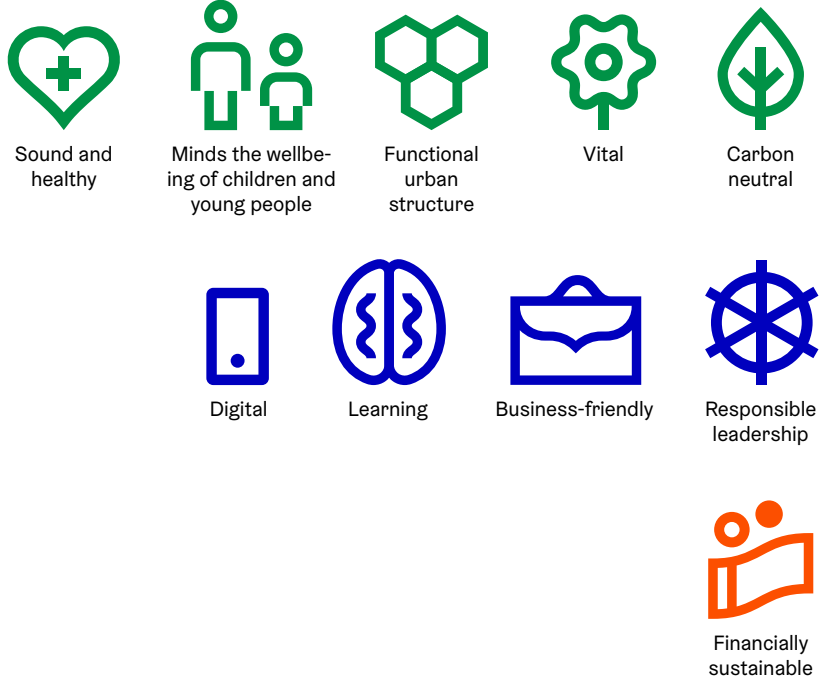 Sound and
healthy
Minds the wellbe-
ing of children and
young people
Functional
urban
structure
Vital
Carbon
neutral
Digital
Learning
Business-friendly
Responsible
leadership
Financially
sustainable